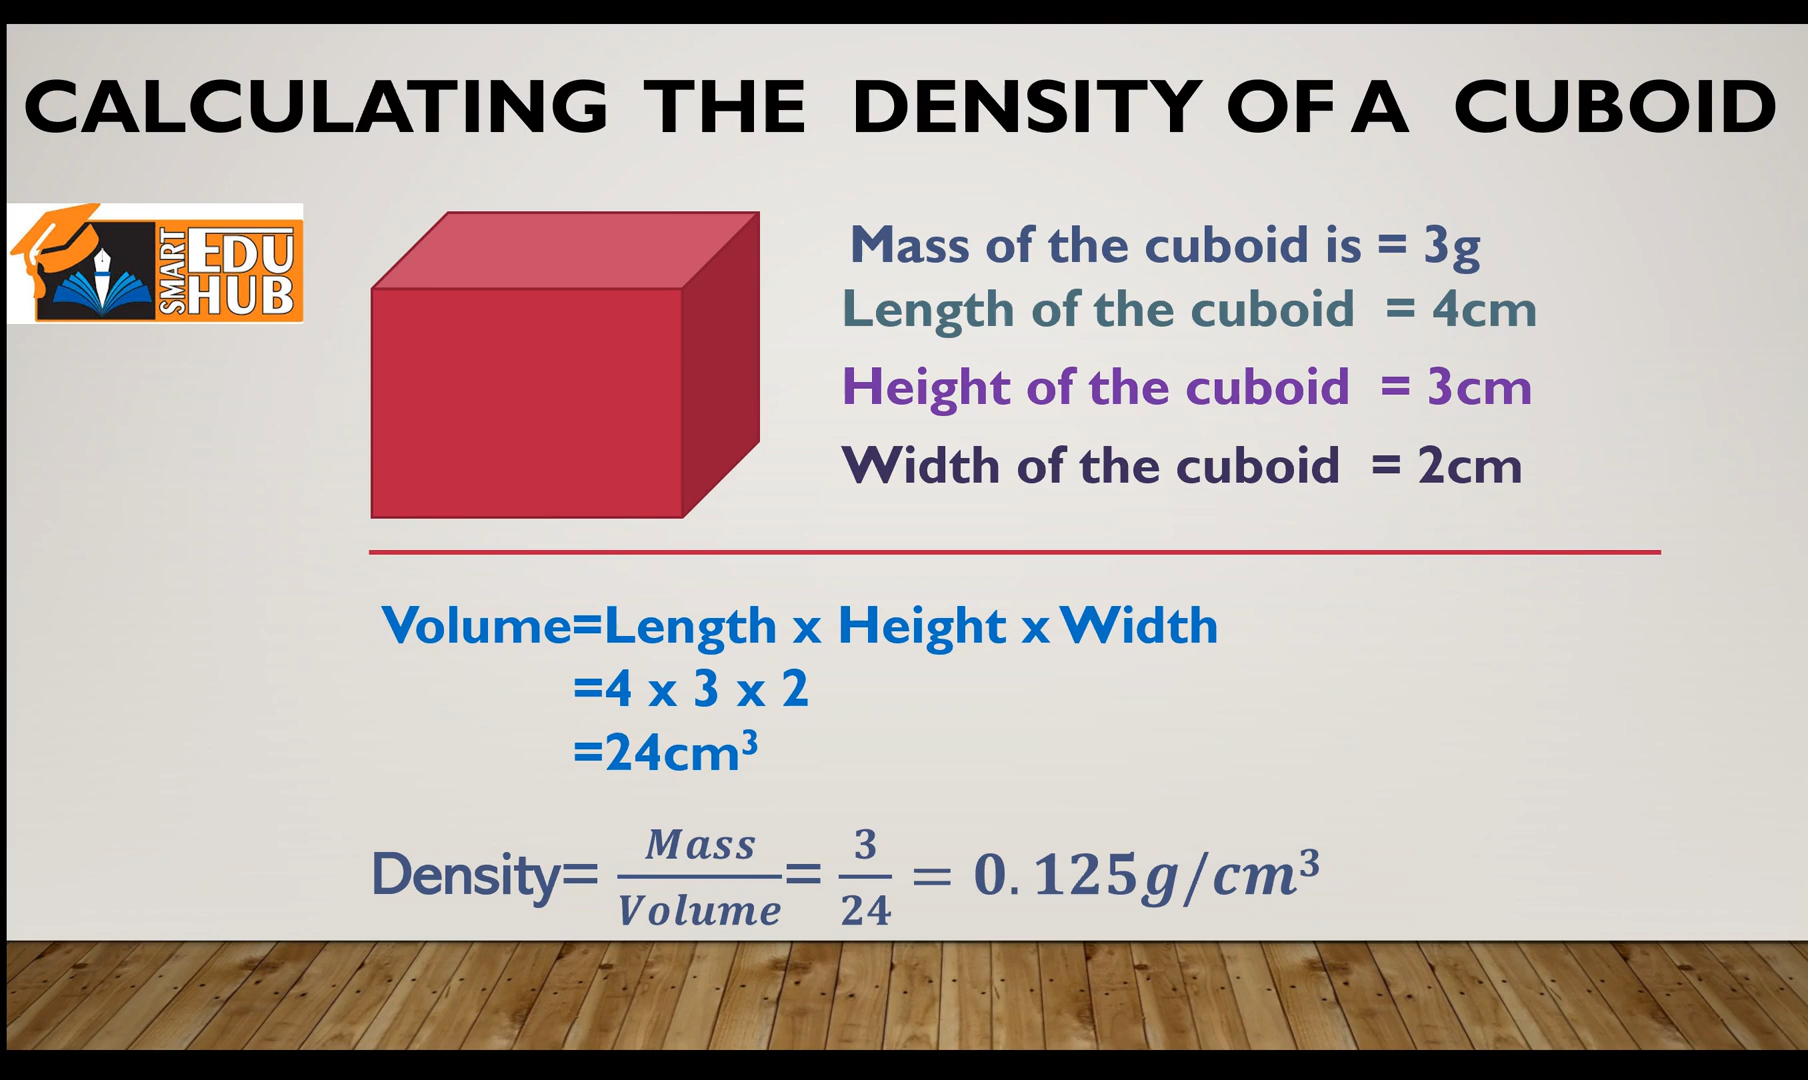 CALCULATING THE DENSITY OF A CUBOID
SMART
EDU
HUB
Mass of the cuboid is = 3g
Length of the cuboid = 4cm
Height of the cuboid = 3cm
Width of the cuboid = 2cm
Volume=Length x Height x Width
=4 x 3 x 2
=24cm³
Density= Mass/Volume = 3/24 = 0.125g/cm³